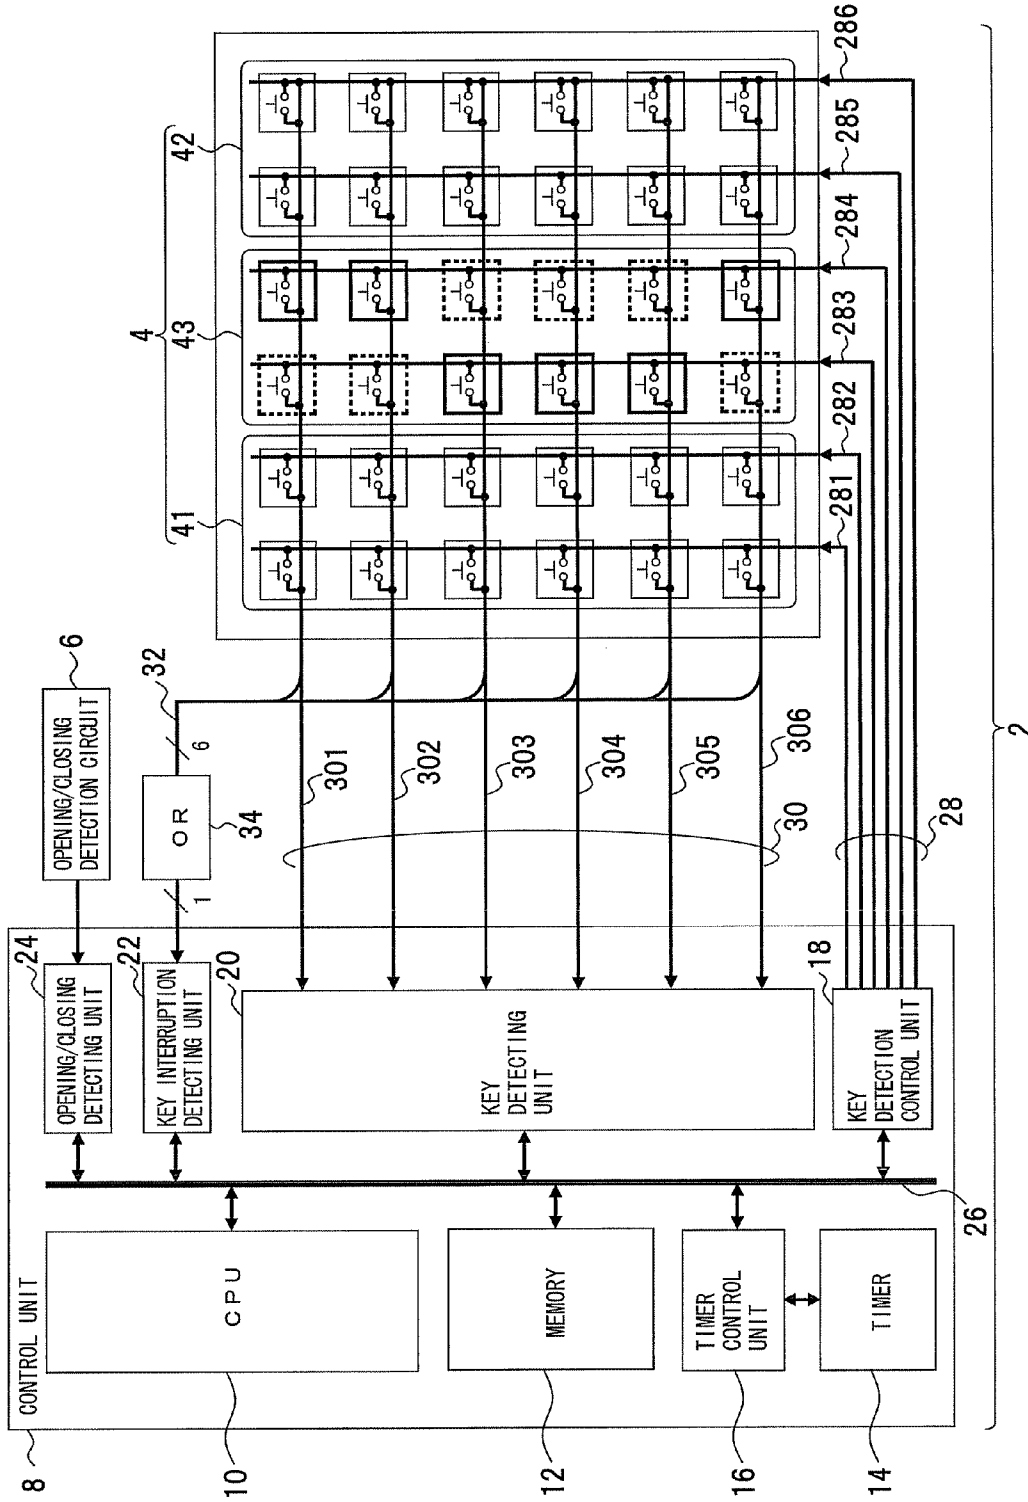 8
CONTROL UNIT
10
CPU
12
MEMORY
16
TIMER
CONTROL
UNIT
14
TIMER
26
24
OPENING/CLOSING
DETECTING UNIT
22
KEY INTERRUPTION
DETECTING UNIT
20
KEY
DETECTING
UNIT
18
KEY
DETECTION
CONTROL UNIT
6
OPENING/CLOSING
DETECTION CIRCUIT
1
OR
34
6
32
301
302
303
304
305
306
30
28
4
41
43
42
281
282
283
284
285
286
2